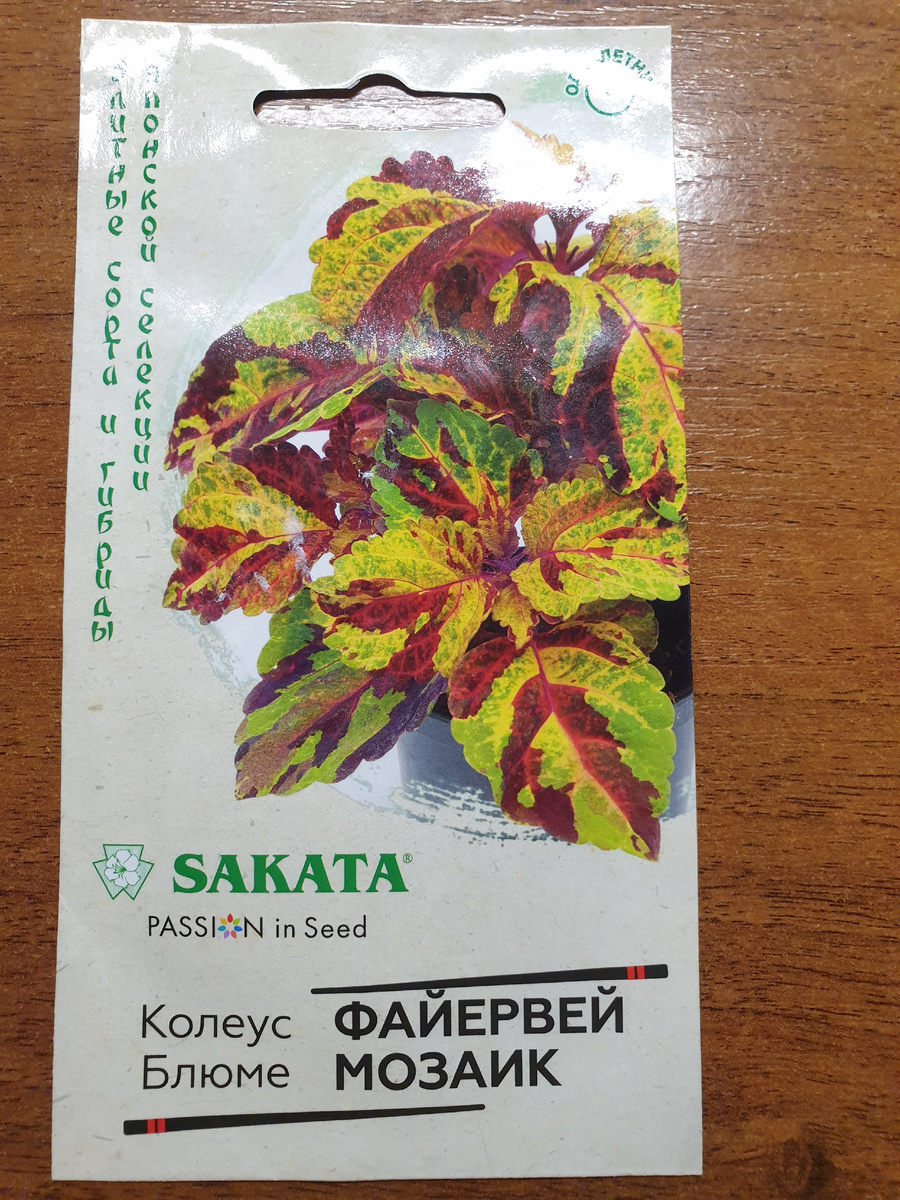 элитные сорта и гибриды
японской селекции
SAKATA®
PASSION in Seed
Колеус ФАЙЕРВЕЙ
Блюме МОЗАИК